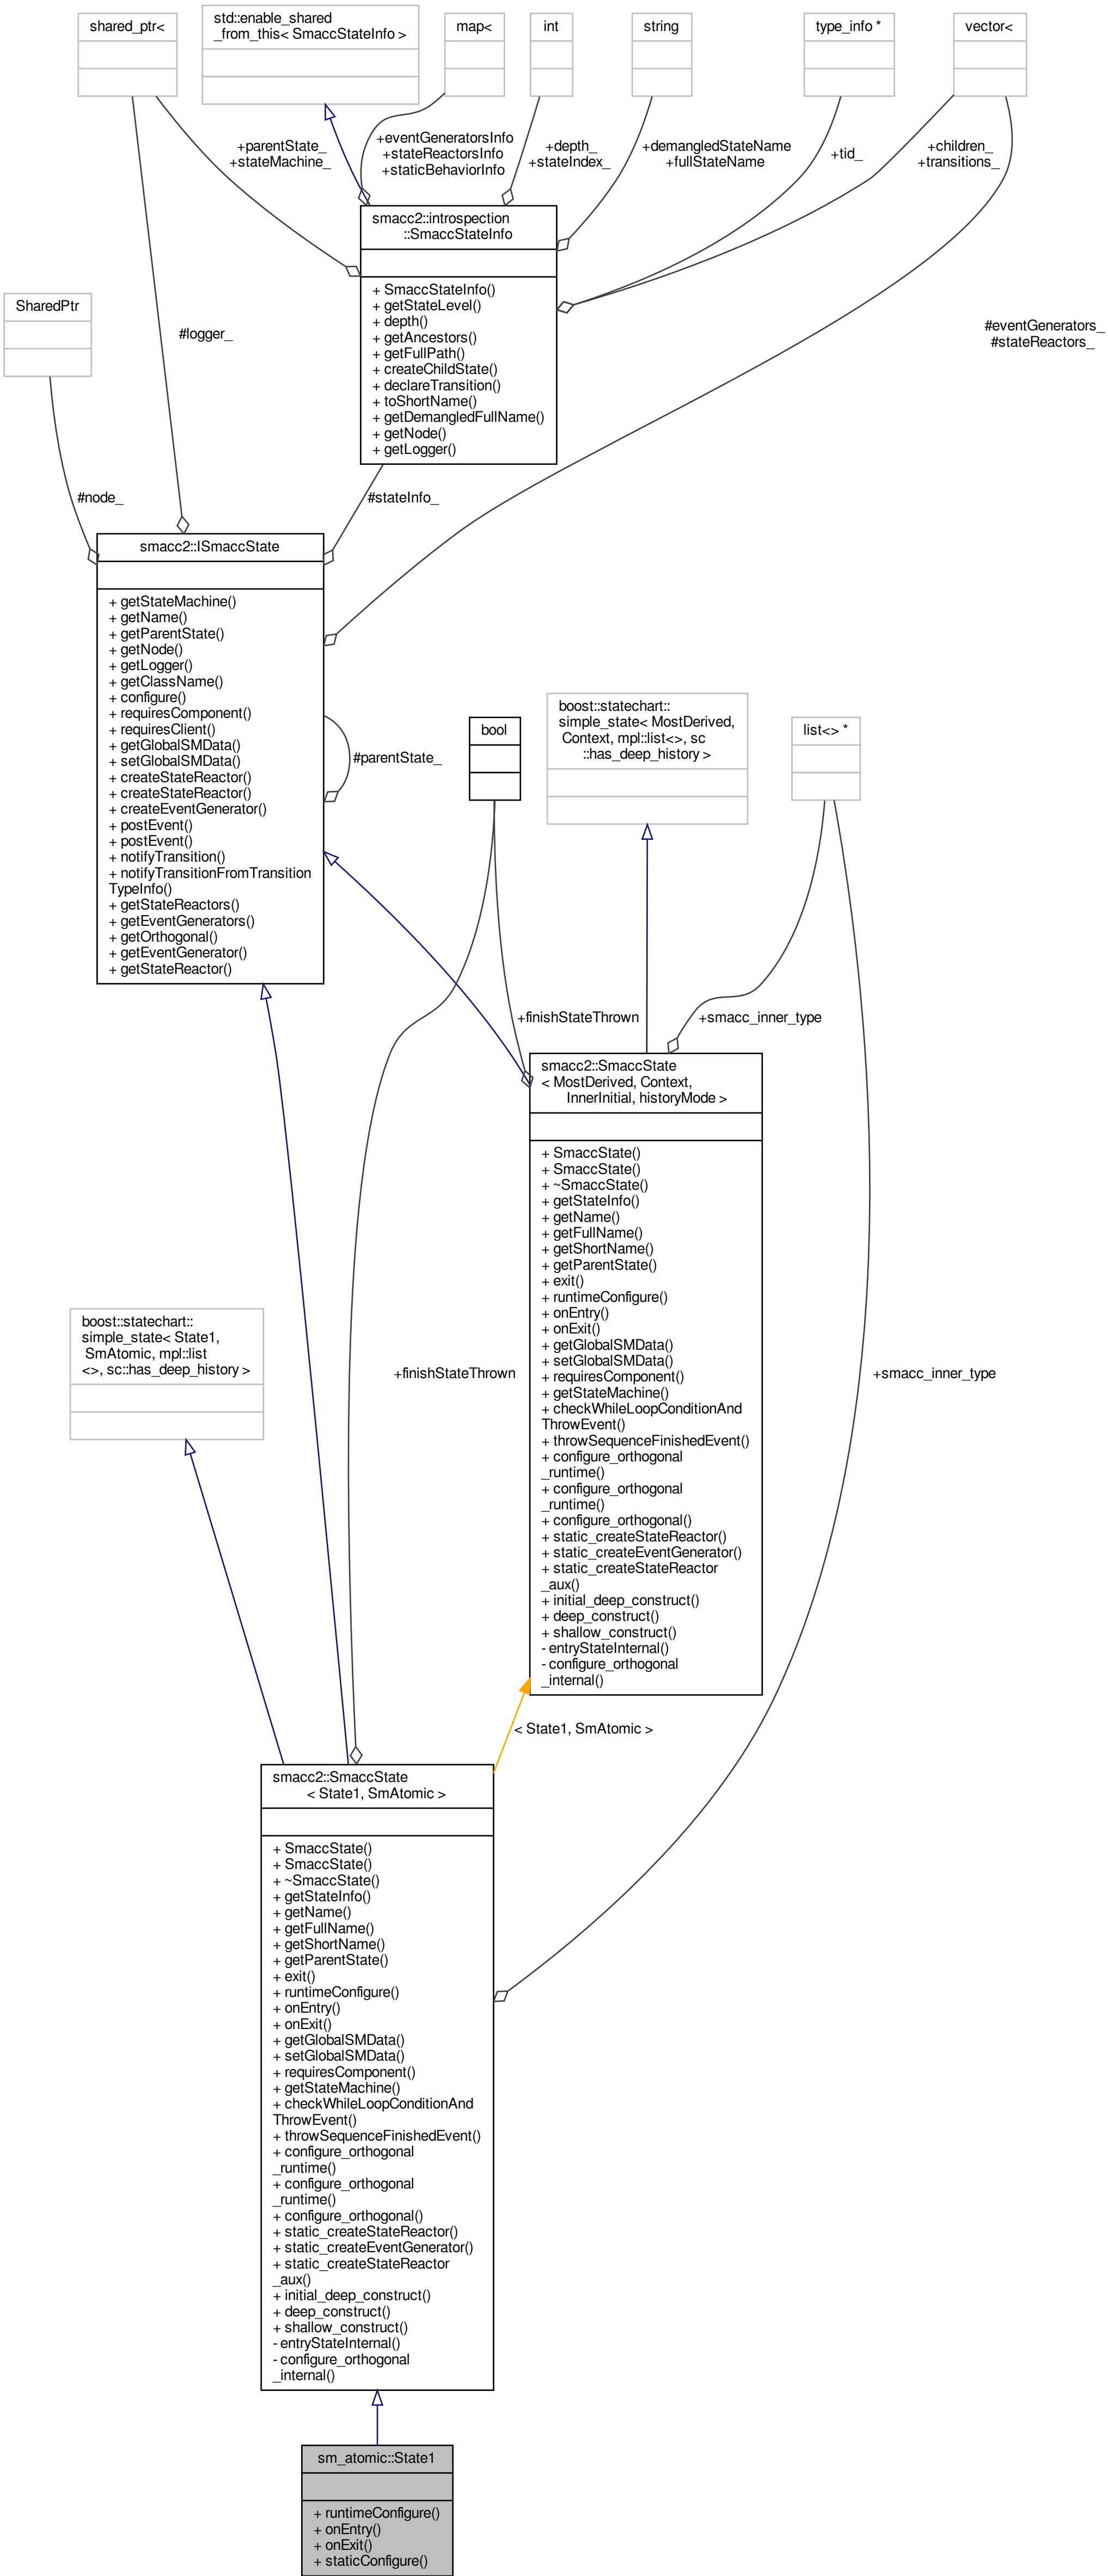 shared_ptr<
std::enable_shared
_from_this< SmaccStateInfo >
map<
int
string
type_info *
vector<
+parentState_
+stateMachine_
+eventGeneratorsInfo
+stateReactorsInfo
+staticBehaviorInfo
+depth_
+stateIndex_
+demangledStateName
+fullStateName
+tid_
+children_
+transitions_
smacc2::introspection
::SmaccStateInfo
+ SmaccStateInfo()
+ getStateLevel()
+ depth()
+ getAncestors()
+ getFullPath()
+ createChildState()
+ declareTransition()
+ toShortName()
+ getDemangledFullName()
+ getNode()
+ getLogger()
SharedPtr
#logger_
#eventGenerators_
#stateReactors_
#node_
#stateInfo_
smacc2::ISmaccState
+ getStateMachine()
+ getName()
+ getParentState()
+ getNode()
+ getLogger()
+ getClassName()
+ configure()
+ requiresComponent()
+ requiresClient()
+ getGlobalSMData()
+ setGlobalSMData()
+ createStateReactor()
+ createStateReactor()
+ createEventGenerator()
+ postEvent()
+ postEvent()
+ notifyTransition()
+ notifyTransitionFromTransition
TypeInfo()
+ getStateReactors()
+ getEventGenerators()
+ getOrthogonal()
+ getEventGenerator()
+ getStateReactor()
#parentState_
bool
boost::statechart::
simple_state< MostDerived,
Context, mpl::list<>, sc
::has_deep_history >
list<> *
+finishStateThrown
+smacc_inner_type
smacc2::SmaccState
< MostDerived, Context,
InnerInitial, historyMode >
+ SmaccState()
+ SmaccState()
+ ~SmaccState()
+ getStateInfo()
+ getName()
+ getFullName()
+ getShortName()
+ getParentState()
+ exit()
+ runtimeConfigure()
+ onEntry()
+ onExit()
+ getGlobalSMData()
+ setGlobalSMData()
+ requiresComponent()
+ getStateMachine()
+ checkWhileLoopConditionAnd
ThrowEvent()
+ throwSequenceFinishedEvent()
+ configure_orthogonal
_runtime()
+ configure_orthogonal
_runtime()
+ configure_orthogonal()
+ static_createStateReactor()
+ static_createEventGenerator()
+ static_createStateReactor
_aux()
+ initial_deep_construct()
+ deep_construct()
+ shallow_construct()
- entryStateInternal()
- configure_orthogonal
_internal()
boost::statechart::
simple_state< State1,
SmAtomic, mpl::list
<>, sc::has_deep_history >
+finishStateThrown
+smacc_inner_type
< State1, SmAtomic >
smacc2::SmaccState
< State1, SmAtomic >
+ SmaccState()
+ SmaccState()
+ ~SmaccState()
+ getStateInfo()
+ getName()
+ getFullName()
+ getShortName()
+ getParentState()
+ exit()
+ runtimeConfigure()
+ onEntry()
+ onExit()
+ getGlobalSMData()
+ setGlobalSMData()
+ requiresComponent()
+ getStateMachine()
+ checkWhileLoopConditionAnd
ThrowEvent()
+ throwSequenceFinishedEvent()
+ configure_orthogonal
_runtime()
+ configure_orthogonal
_runtime()
+ configure_orthogonal()
+ static_createStateReactor()
+ static_createEventGenerator()
+ static_createStateReactor
_aux()
+ initial_deep_construct()
+ deep_construct()
+ shallow_construct()
- entryStateInternal()
- configure_orthogonal
_internal()
sm_atomic::State1
+ runtimeConfigure()
+ onEntry()
+ onExit()
+ staticConfigure()